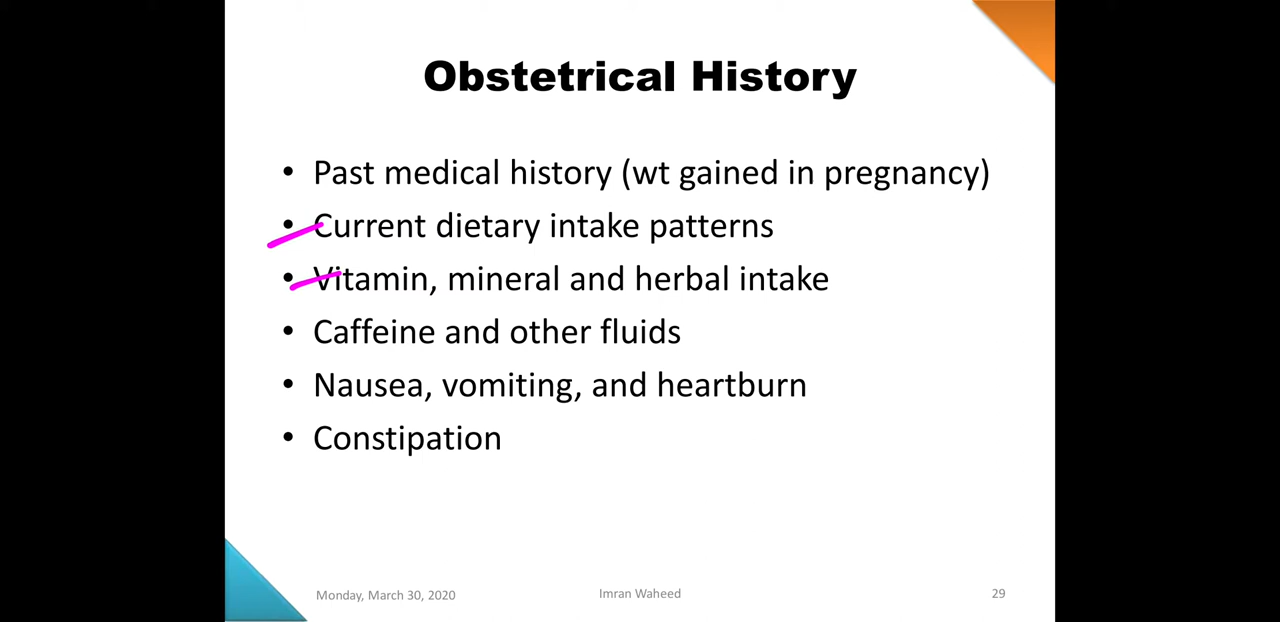 Obstetrical History
• Past medical history (wt gained in pregnancy)
• Current dietary intake patterns
• Vitamin, mineral and herbal intake
• Caffeine and other fluids
• Nausea, vomiting, and heartburn
• Constipation
Monday, March 30, 2020 Imran Waheed 29